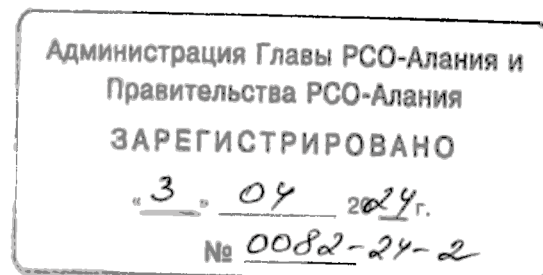 Администрация Главы РСО-Алания и
Правительства РСО-Алания
ЗАРЕГИСТРИРОВАНО
« 3 » 04 2024 г.
№ 0082-24-2